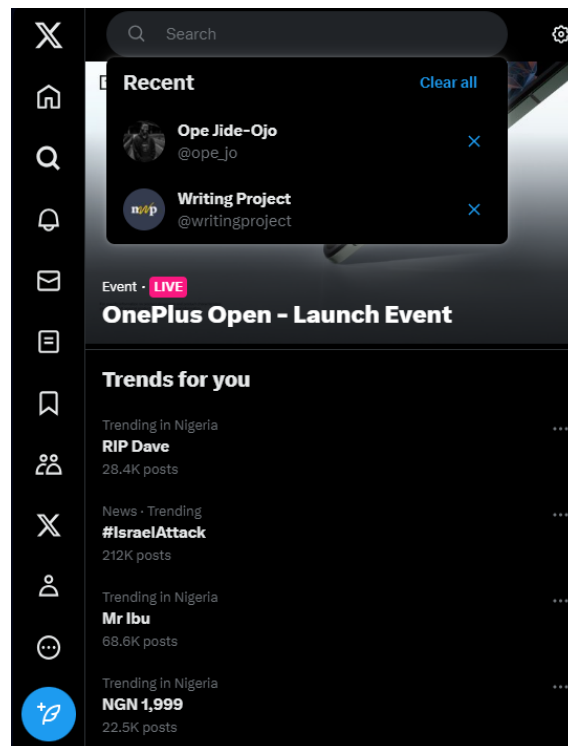 Search
Recent
Clear all
Ope Jide-Ojo
@ope_jo
nwp
Writing Project
@writingproject
Event · LIVE
OnePlus Open - Launch Event
Trends for you
Trending in Nigeria
RIP Dave
28.4K posts
News · Trending
#IsraelAttack
212K posts
Trending in Nigeria
Mr Ibu
68.6K posts
Trending in Nigeria
NGN 1,999
22.5K posts